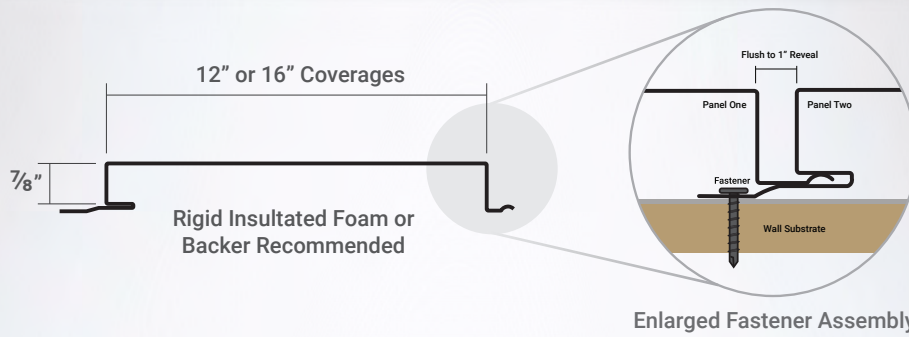 12” or 16” Coverages
⅞”
Rigid Insultated Foam or
Backer Recommended
Flush to 1” Reveal
Panel One
Panel Two
Fastener
Wall Substrate
Enlarged Fastener Assembly